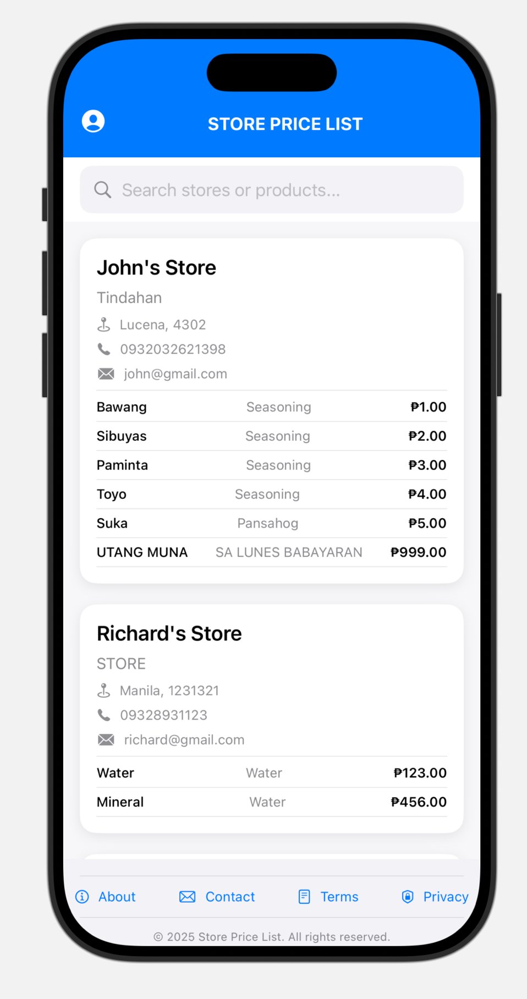 STORE PRICE LIST
Search stores or products...
John's Store
Tindahan
Lucena, 4302
0932032621398
john@gmail.com
Bawang Seasoning ₱1.00
Sibuyas Seasoning ₱2.00
Paminta Seasoning ₱3.00
Toyo Seasoning ₱4.00
Suka Pansahog ₱5.00
UTANG MUNA SA LUNES BABAYARAN ₱999.00
Richard's Store
STORE
Manila, 1231321
09328931123
richard@gmail.com
Water Water ₱123.00
Mineral Water ₱456.00
About Contact Terms Privacy
© 2025 Store Price List. All rights reserved.